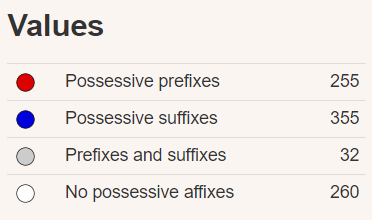 Values
Possessive prefixes 255
Possessive suffixes 355
Prefixes and suffixes 32
No possessive affixes 260